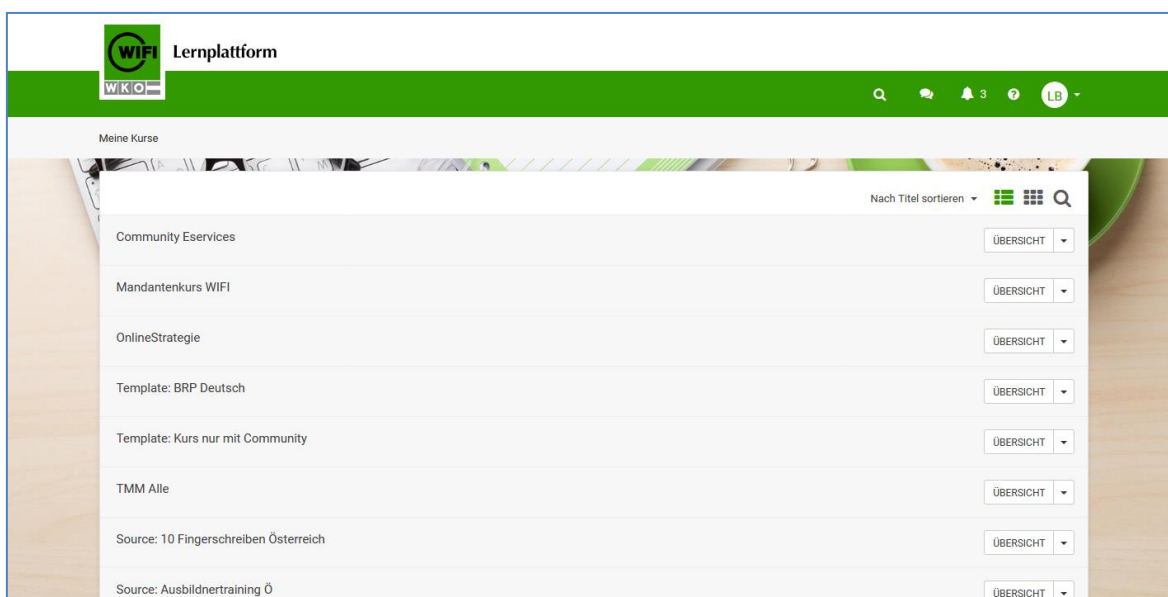 WIFI
Lernplattform
WKO
3
LB
Meine Kurse
Nach Titel sortieren
Community Eservices
ÜBERSICHT
Mandantenkurs WIFI
ÜBERSICHT
OnlineStrategie
ÜBERSICHT
Template: BRP Deutsch
ÜBERSICHT
Template: Kurs nur mit Community
ÜBERSICHT
TMM Alle
ÜBERSICHT
Source: 10 Fingerschreiben Österreich
ÜBERSICHT
Source: Ausbildnertraining Ö
ÜBERSICHT